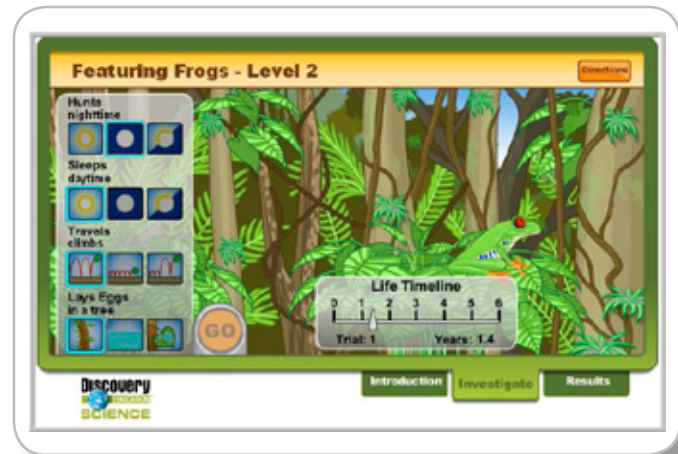 Featuring Frogs - Level 2
Directions
Hunts
nighttime
Sleeps
daytime
Travels
climbs
Lays Eggs
in a tree
GO
Life Timeline
0 1 2 3 4 5 6
Trial: 1 Years: 1.4
Introduction Investigate Results
Discovery
EDUCATION
SCIENCE